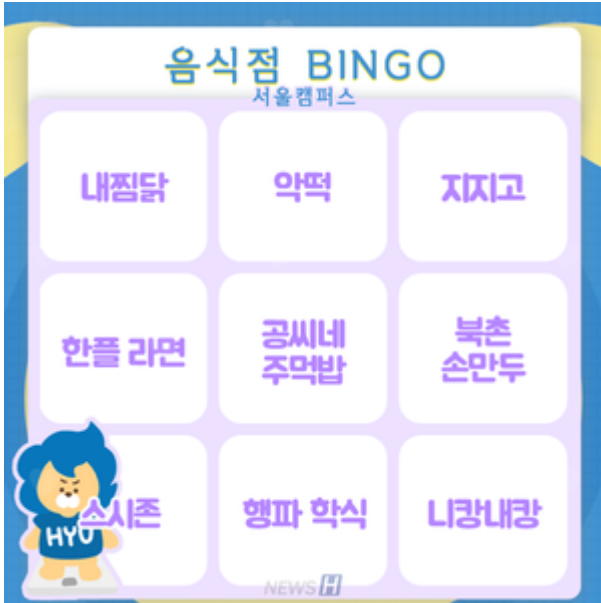 음식점 BINGO
서울캠퍼스
내찜닭
악떡
지지고
한플 라면
공씨네
주먹밥
북촌
손만두
스시존
행파 학식
니캉내캉
HYU
NEWS H